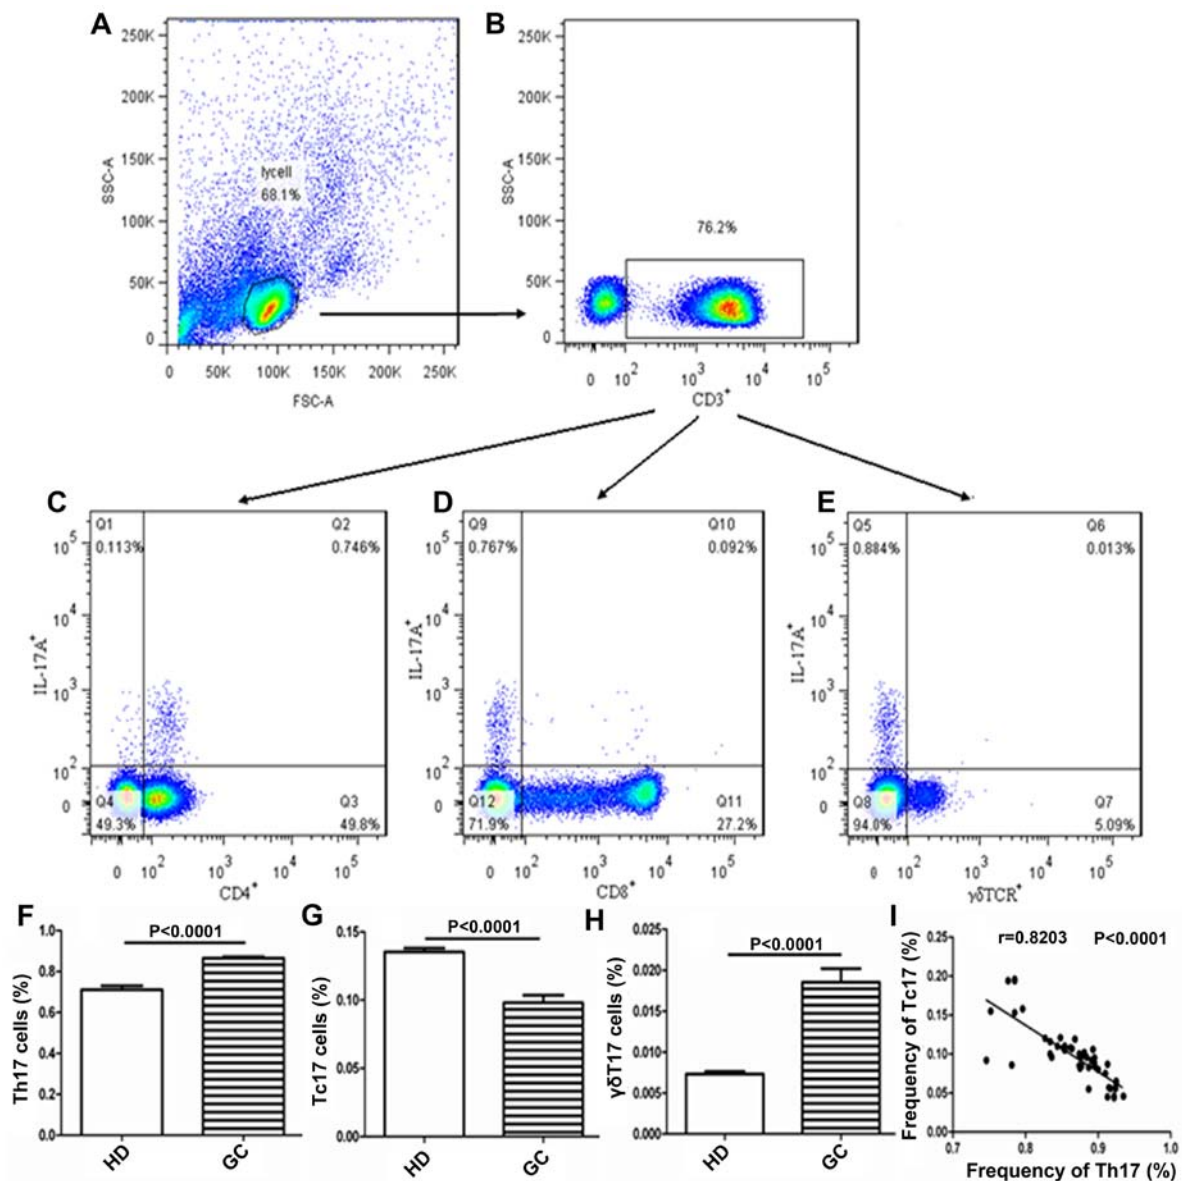 A
250K
200K
150K
100K
50K
0
SSC-A
lycell
68.1%
0 50K 100K 150K 200K 250K
FSC-A
B
250K
200K
150K
100K
50K
0
SSC-A
76.2%
0 10² 10³ 10⁴ 10⁵
CD3⁺
C
Q1 Q2
0.113% 0.746%
10⁵
10⁴
10³
10²
0
IL-17A⁺
Q4 Q3
49.3% 49.8%
0 10² 10³ 10⁴ 10⁵
CD4⁺
D
Q9 Q10
0.767% 0.092%
10⁵
10⁴
10³
10²
0
IL-17A⁺
Q12 Q11
71.9% 27.2%
0 10² 10³ 10⁴ 10⁵
CD8⁺
E
Q5 Q6
0.884% 0.013%
10⁵
10⁴
10³
10²
0
IL-17A⁺
Q8 Q7
94.0% 5.09%
0 10² 10³ 10⁴ 10⁵
γδTCR⁺
F
P<0.0001
1.0
0.8
0.6
0.4
0.2
0.0
Th17 cells (%)
HD GC
G
P<0.0001
0.15
0.10
0.05
0.00
Tc17 cells (%)
HD GC
H
P<0.0001
0.025
0.020
0.015
0.010
0.005
0.000
γδT17 cells (%)
HD GC
I
r=0.8203 P<0.0001
0.25
0.20
0.15
0.10
0.05
0.00
Frequency of Tc17 (%)
0.7 0.8 0.9 1.0
Frequency of Th17 (%)